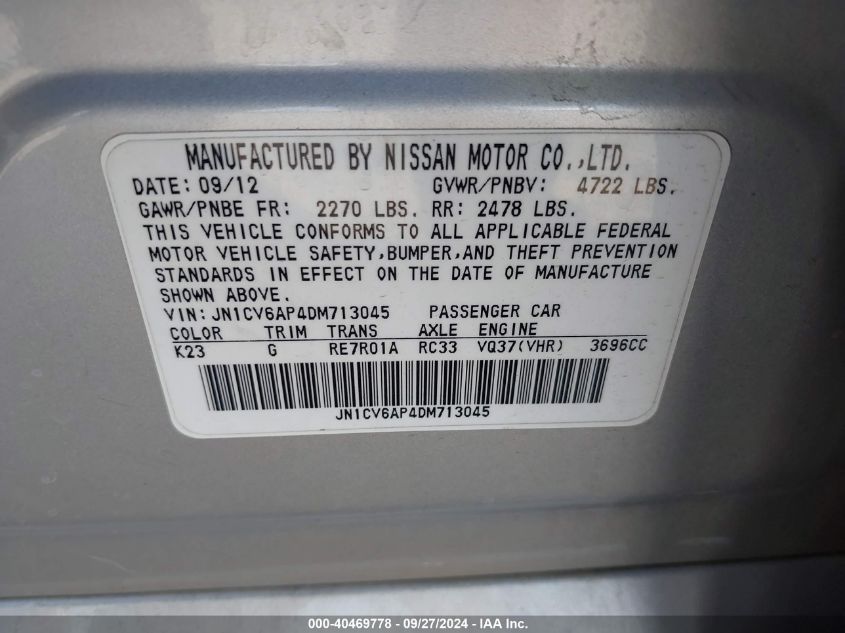 MANUFACTURED BY NISSAN MOTOR CO.,LTD.
DATE: 09/12 GVWR/PNBV: 4722 LBS.
GAWR/PNBE FR: 2270 LBS. RR: 2478 LBS.
THIS VEHICLE CONFORMS TO ALL APPLICABLE FEDERAL
MOTOR VEHICLE SAFETY,BUMPER,AND THEFT PREVENTION
STANDARDS IN EFFECT ON THE DATE OF MANUFACTURE
SHOWN ABOVE.
VIN: JN1CV6AP4DM713045 PASSENGER CAR
COLOR TRIM TRANS AXLE ENGINE
K23 G RE7R01A RC33 VQ37(VHR) 3696CC
JN1CV6AP4DM713045
000-40469778 - 09/27/2024 - IAA Inc.